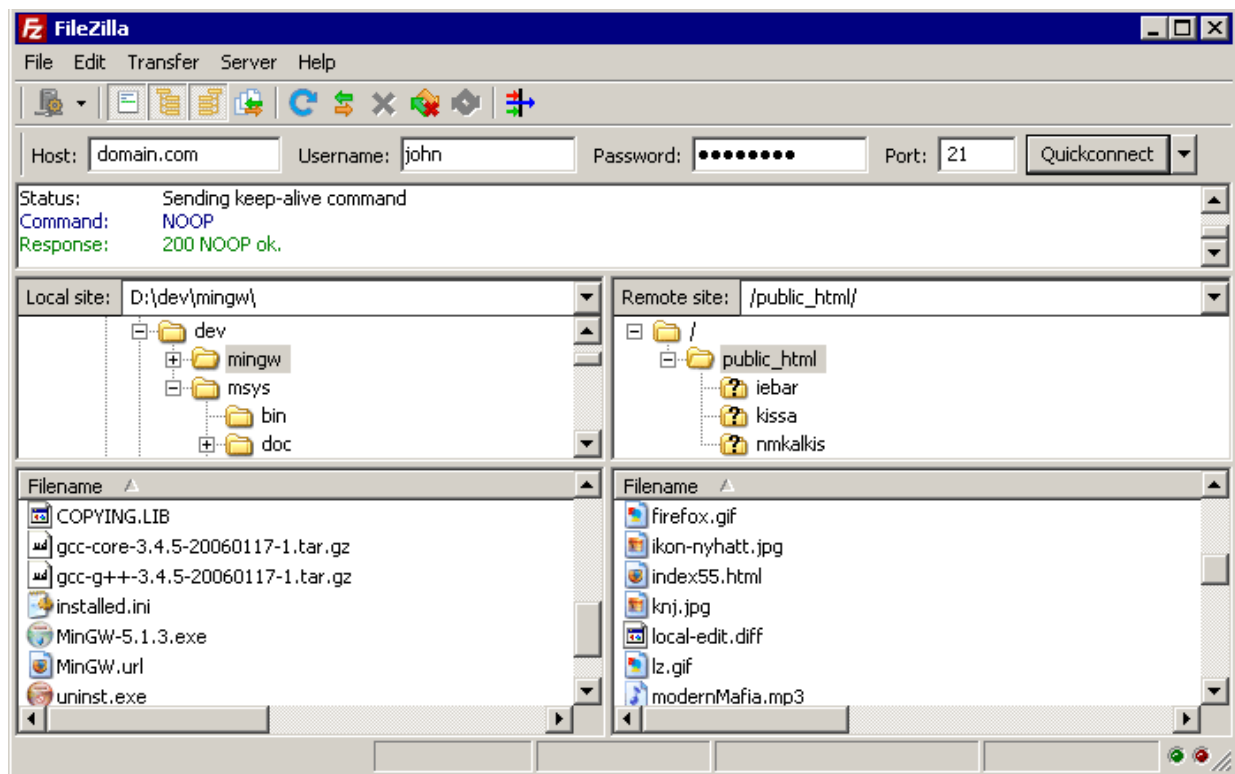 FileZilla
File Edit Transfer Server Help
Host: domain.com Username: john Password: ●●●●●●●● Port: 21 Quickconnect
Status: Sending keep-alive command
Command: NOOP
Response: 200 NOOP ok.
Local site: D:\dev\mingw\
dev
mingw
msys
bin
doc
Remote site: /public_html/
/
public_html
iebar
kissa
nmkalkis
Filename
COPYING.LIB
gcc-core-3.4.5-20060117-1.tar.gz
gcc-g++-3.4.5-20060117-1.tar.gz
installed.ini
MinGW-5.1.3.exe
MinGW.url
uninst.exe
Filename
firefox.gif
ikon-nyhatt.jpg
index55.html
knj.jpg
local-edit.diff
lz.gif
modernMafia.mp3